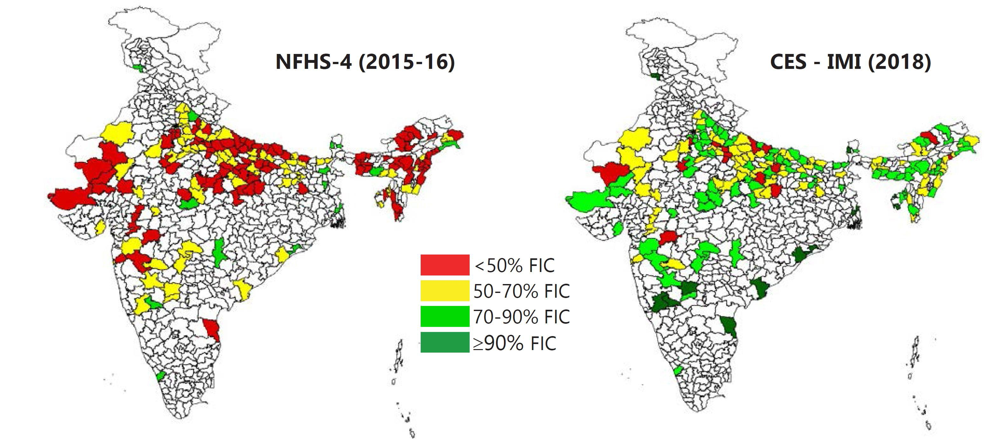 NFHS-4 (2015-16)
CES - IMI (2018)
<50% FIC
50-70% FIC
70-90% FIC
≥90% FIC